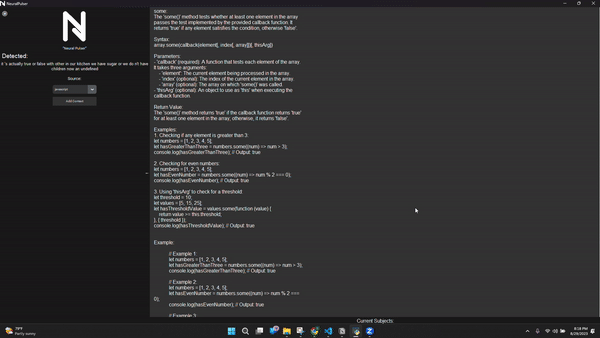 NeuralPulse
"Neural Pulse"
Detected:
it's actually true or false with other in our kitchen we have sugar or we do n't have
children now an undefined
Source:
Add Context
some:
The 'some()' method tests whether at least one element in the array
passes the test implemented by the provided callback function. It
returns 'true' if any element satisfies the condition, otherwise 'false'.
Syntax:
array.some(callback(element[, index[, array]])[, thisArg])
Parameters:
- 'callback' (required): A function that tests each element of the array.
It takes three arguments:
- 'element': The current element being processed in the array
- 'index' (optional): The index of the current element in the array
- 'array' (optional): The array on which 'some()' was called.
- 'thisArg' (optional): An object to use as 'this' when executing the
callback function.
Return Value:
The 'some()' method returns 'true' if the callback function returns 'true'
for at least one element in the array; otherwise, it returns 'false'.
Examples:
1. Checking if any element is greater than 3:
let numbers = [1, 2, 3, 4, 5];
let hasGreaterThanThree = numbers.some((num) => num > 3);
console.log(hasGreaterThanThree); // Output: true
2. Checking for even numbers:
let numbers = [1, 2, 3, 4, 5];
let hasEvenNumber = numbers.some((num) => num % 2 === 0);
console.log(hasEvenNumber); // Output: true
3. Using 'thisArg' to check for a threshold:
let threshold = 10;
let values = [5, 15, 25];
let hasThresholdValue = values.some(function (value) {
return value >= this.threshold;
}, { threshold });
console.log(hasThresholdValue); // Output: true
Example:
// Example 1
let numbers = [1, 2, 3, 4, 5];
let hasGreaterThanThree = numbers.some((num) => num > 3);
console.log(hasGreaterThanThree); // Output: true
// Example 2
let numbers = [1, 2, 3, 4, 5];
let hasEvenNumber = numbers.some((num) => num % 2 ===
0);
console.log(hasEvenNumber); // Output: true
// Example 3
Current Subjects:
79°F
Partly sunny
8/29/2023